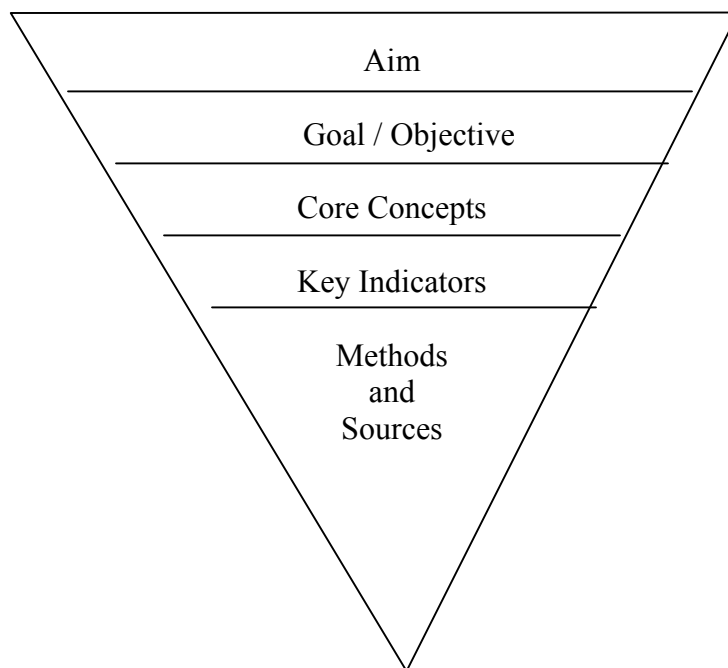 Aim
Goal / Objective
Core Concepts
Key Indicators
Methods
and
Sources